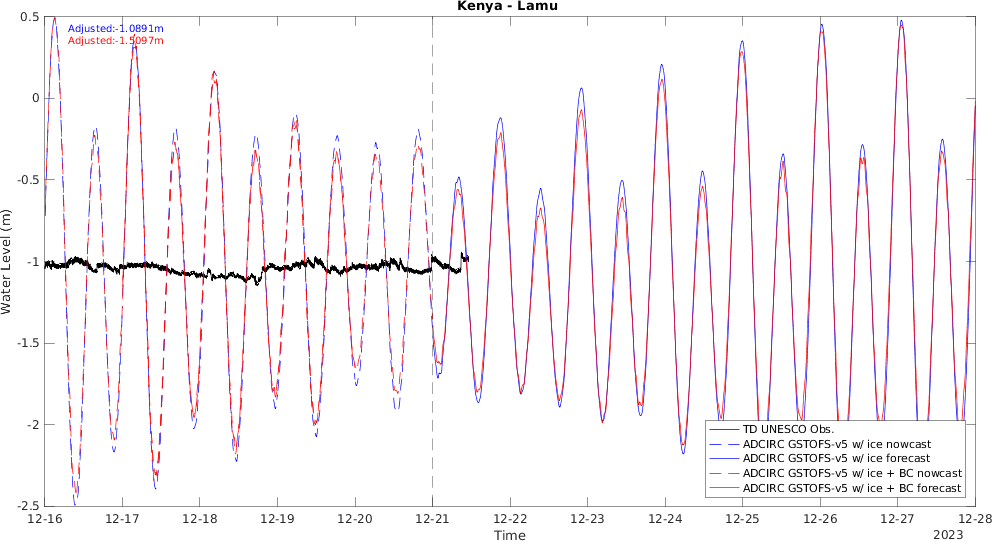 Kenya - Lamu
Adjusted:-1.0891m
Adjusted:-1.5097m
0.5
0
-0.5
-1
-1.5
-2
-2.5
Water Level (m)
TD UNESCO Obs.
ADCIRC GSTOFS-v5 w/ ice nowcast
ADCIRC GSTOFS-v5 w/ ice forecast
ADCIRC GSTOFS-v5 w/ ice + BC nowcast
ADCIRC GSTOFS-v5 w/ ice + BC forecast
12-16 12-17 12-18 12-19 12-20 12-21 12-22 12-23 12-24 12-25 12-26 12-27 12-28
Time
2023